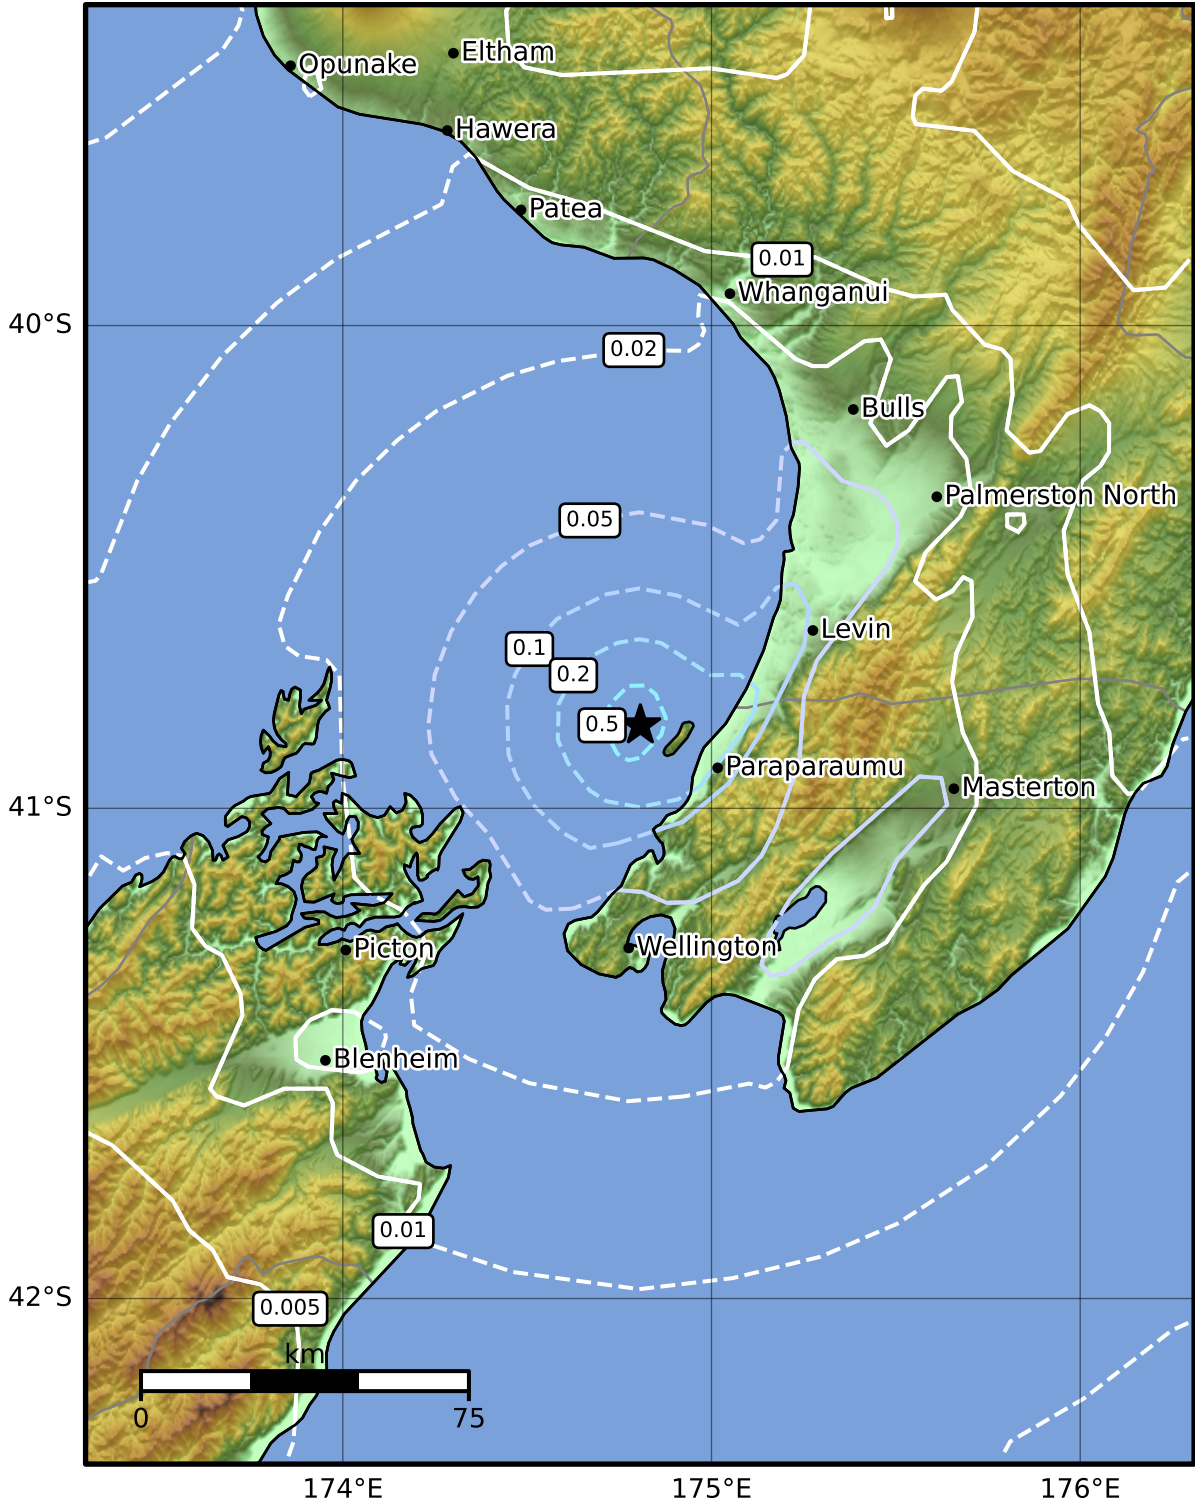 Eltham
Opunake
Hawera
Patea
0.01
Whanganui
40°S
0.02
Bulls
Palmerston North
0.05
Levin
0.1
0.2
0.5
Paraparaumu
Masterton
41°S
Picton
Wellington
Blenheim
0.01
42°S
0.005
km
0
75
174°E
175°E
176°E